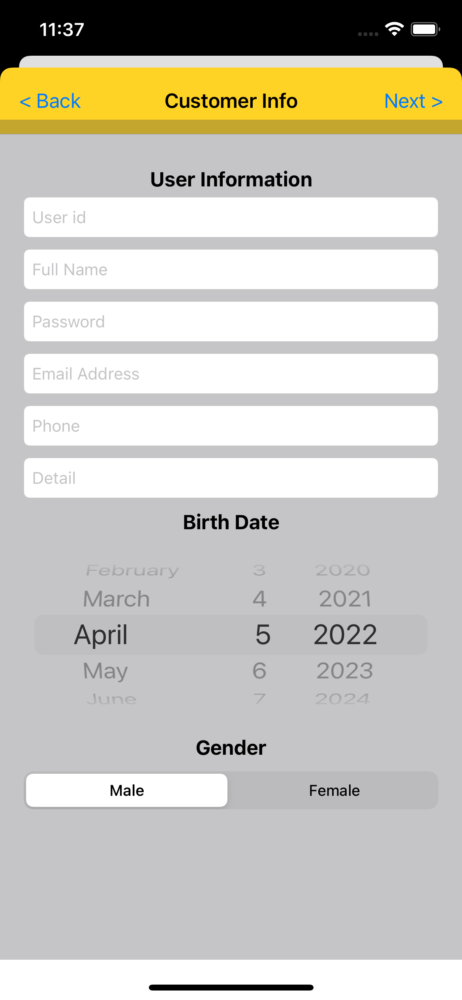 11:37
< Back Customer Info Next >
User Information
User id
Full Name
Password
Email Address
Phone
Detail
Birth Date
February 3 2020
March 4 2021
April 5 2022
May 6 2023
June 7 2024
Gender
Male Female